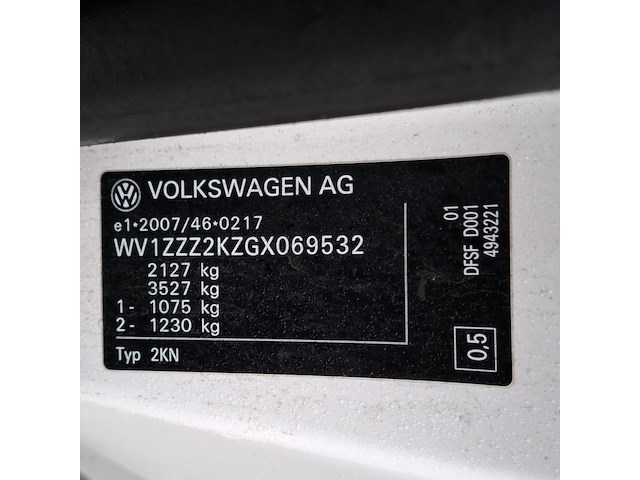 VOLKSWAGEN AG
e1*2007/46*0217
WV1ZZZ2KZGX069532
2127 kg
3527 kg
1- 1075 kg
2- 1230 kg
Typ 2KN
01
DFSF D001
4943221
0,5